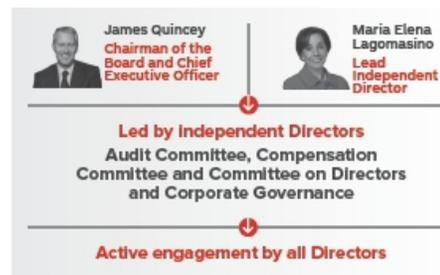 James Quincey
Chairman of the
Board and Chief
Executive Officer
Maria Elena
Lagomasino
Lead
Independent
Director
Led by Independent Directors
Audit Committee, Compensation
Committee and Committee on Directors
and Corporate Governance
Active engagement by all Directors